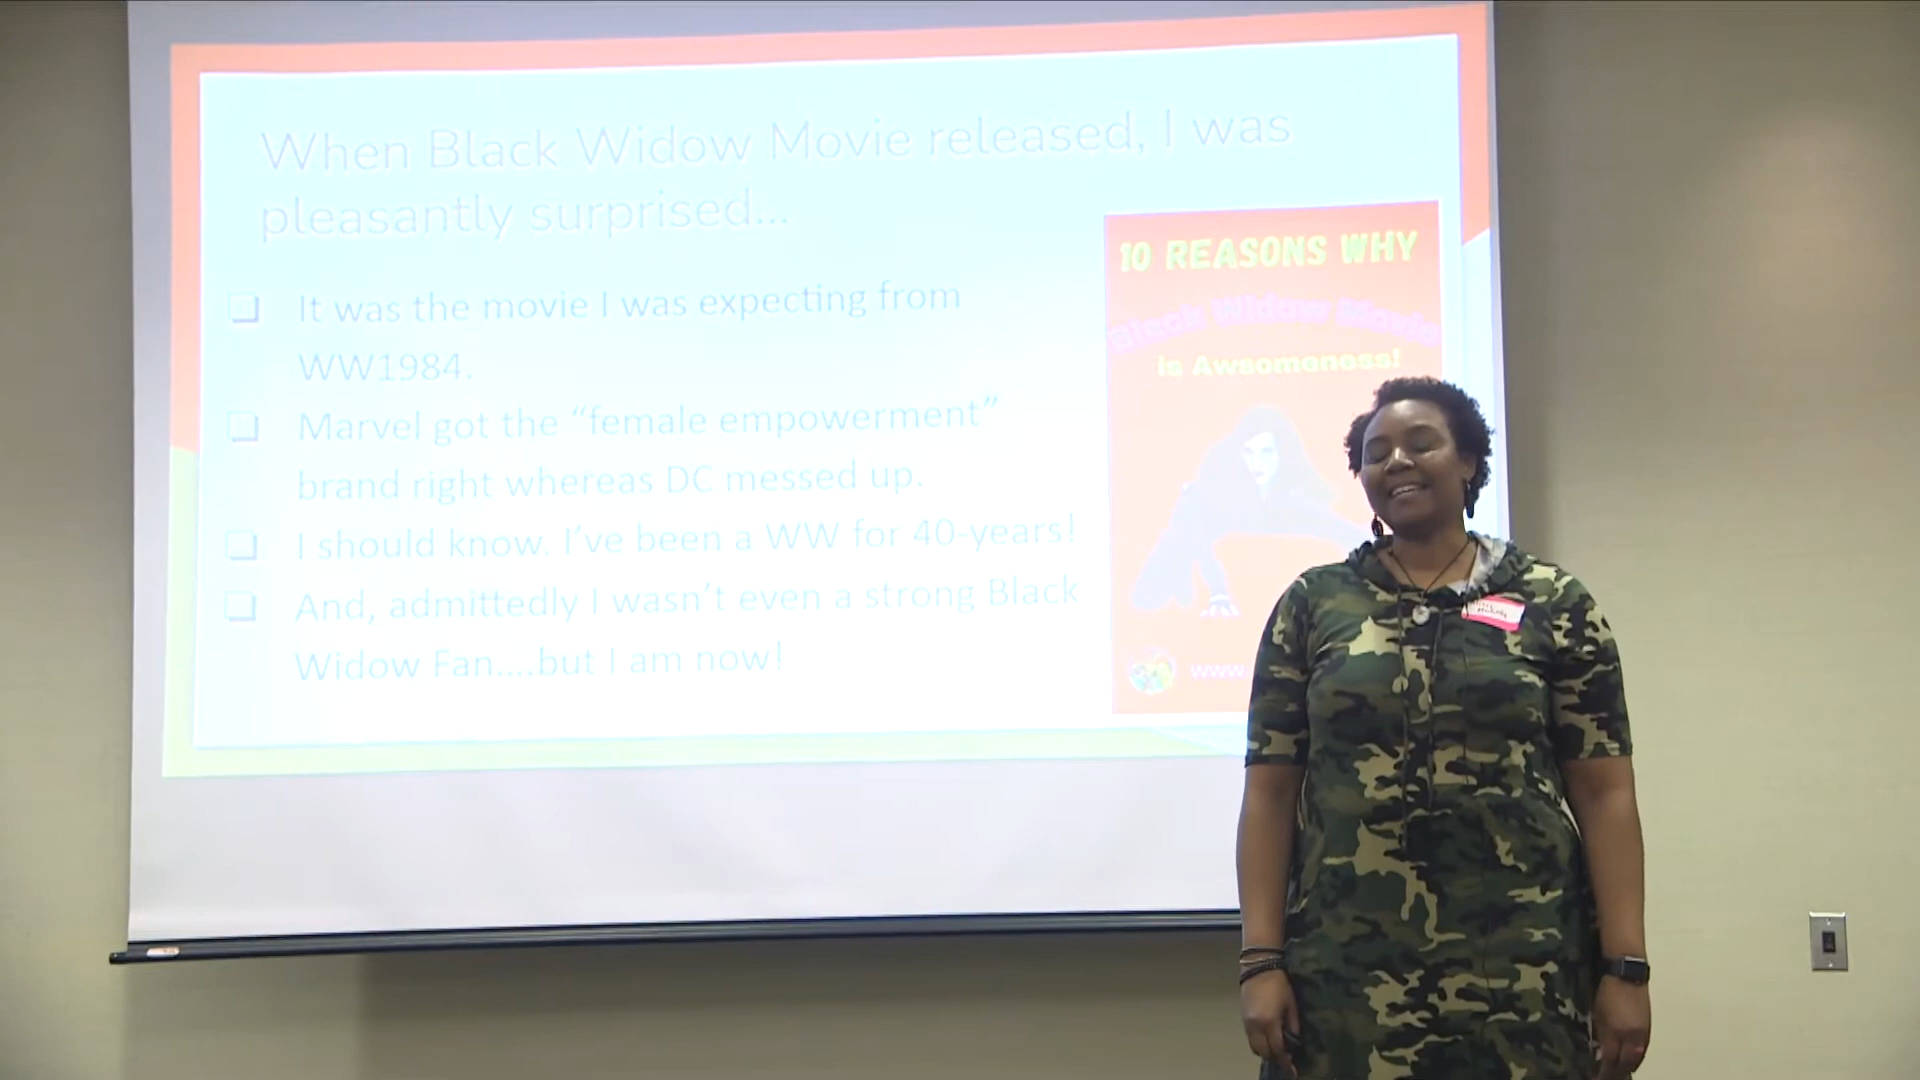 When Black Widow Movie released, I was
pleasantly surprised...
It was the movie I was expecting from
WW1984.
Marvel got the “female empowerment”
brand right whereas DC messed up.
I should know. I’ve been a WW for 40-years!
And, admittedly I wasn’t even a strong Black
Widow Fan....but I am now!
10 REASONS WHY
Black Widow Movie
is Awsomeness!
www.